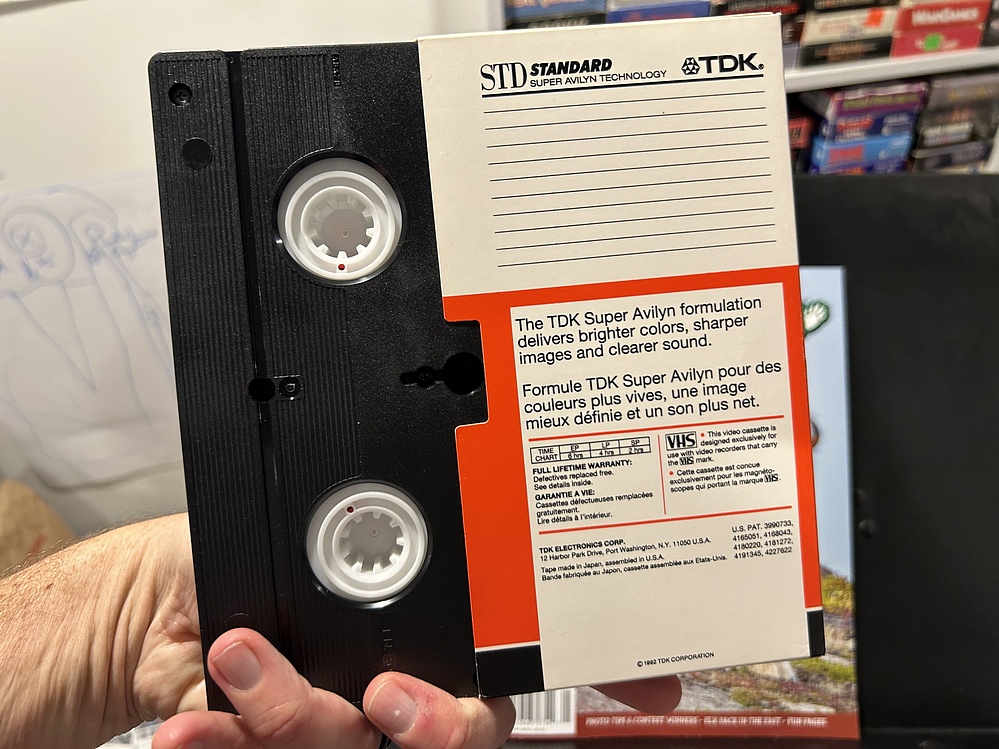 STD STANDARD
SUPER AVILYN TECHNOLOGY
TDK®
The TDK Super Avilyn formulation
delivers brighter colors, sharper
images and clearer sound.
Formule TDK Super Avilyn pour des
couleurs plus vives, une image
mieux définie et un son plus net.
TIME CHART EP 6 hrs LP 4 hrs SP 2 hrs
FULL LIFETIME WARRANTY:
Defectives replaced free.
See details inside.
GARANTIE A VIE:
Cassettes défectueuses remplacées
gratuitement.
Lire détails à l'intérieur.
VHS • This video cassette is
designed exclusively for
use with video recorders that carry
the VHS mark.
• Cette cassette est concue
exclusivement pour les magnéto-
scopes qui portant la marque VHS.
TDK ELECTRONICS CORP.
12 Harbor Park Drive, Port Washington, N.Y. 11050 U.S.A.
Tape made in Japan, assembled in U.S.A.
Bande fabriquée au Japon, cassette assemblée aux Etats-Unis.
U.S. PAT. 3990733,
4165051, 4168043,
4180220, 4181272,
4191345, 4227622
© 1992 TDK CORPORATION
WARGAMES